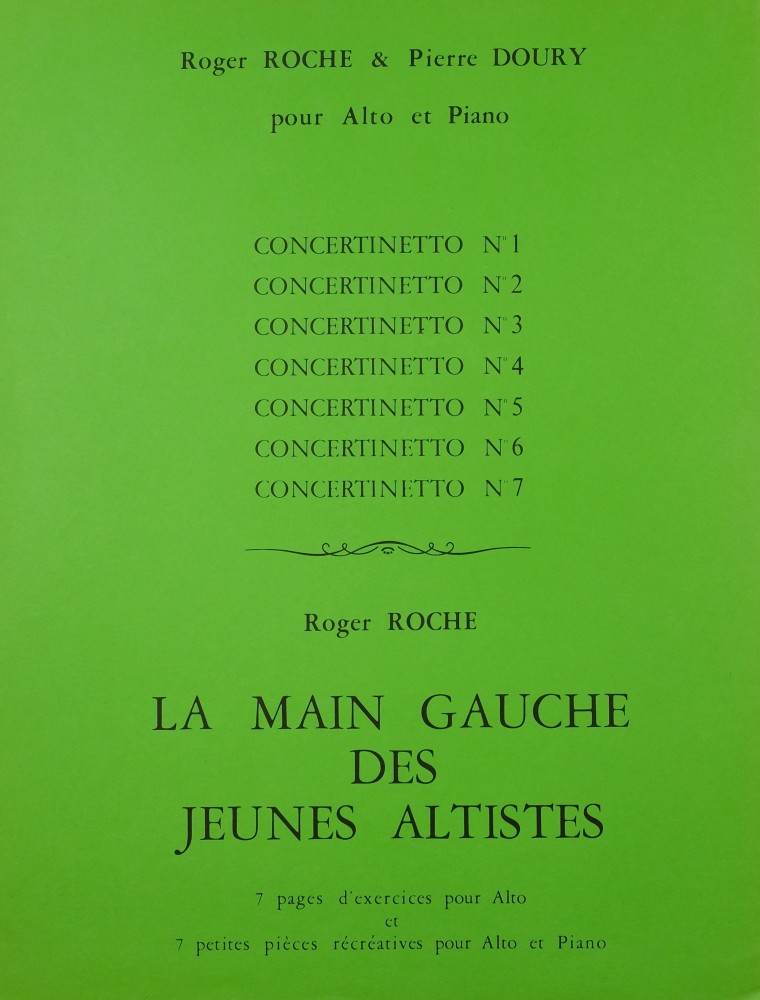 Roger ROCHE & Pierre DOURY
pour Alto et Piano
CONCERTINETTO N° 1
CONCERTINETTO N° 2
CONCERTINETTO N° 3
CONCERTINETTO N° 4
CONCERTINETTO N° 5
CONCERTINETTO N° 6
CONCERTINETTO N° 7
Roger ROCHE
LA MAIN GAUCHE
DES
JEUNES ALTISTES
7 pages d'exercices pour Alto
et
7 petites pièces récréatives pour Alto et Piano